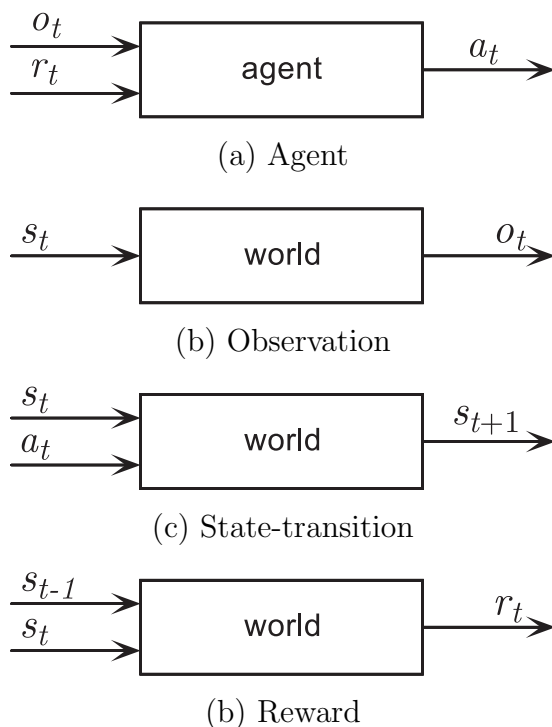 o_t
r_t
agent
a_t
(a) Agent
s_t
world
o_t
(b) Observation
s_t
a_t
world
s_{t+1}
(c) State-transition
s_{t-1}
s_t
world
r_t
(b) Reward